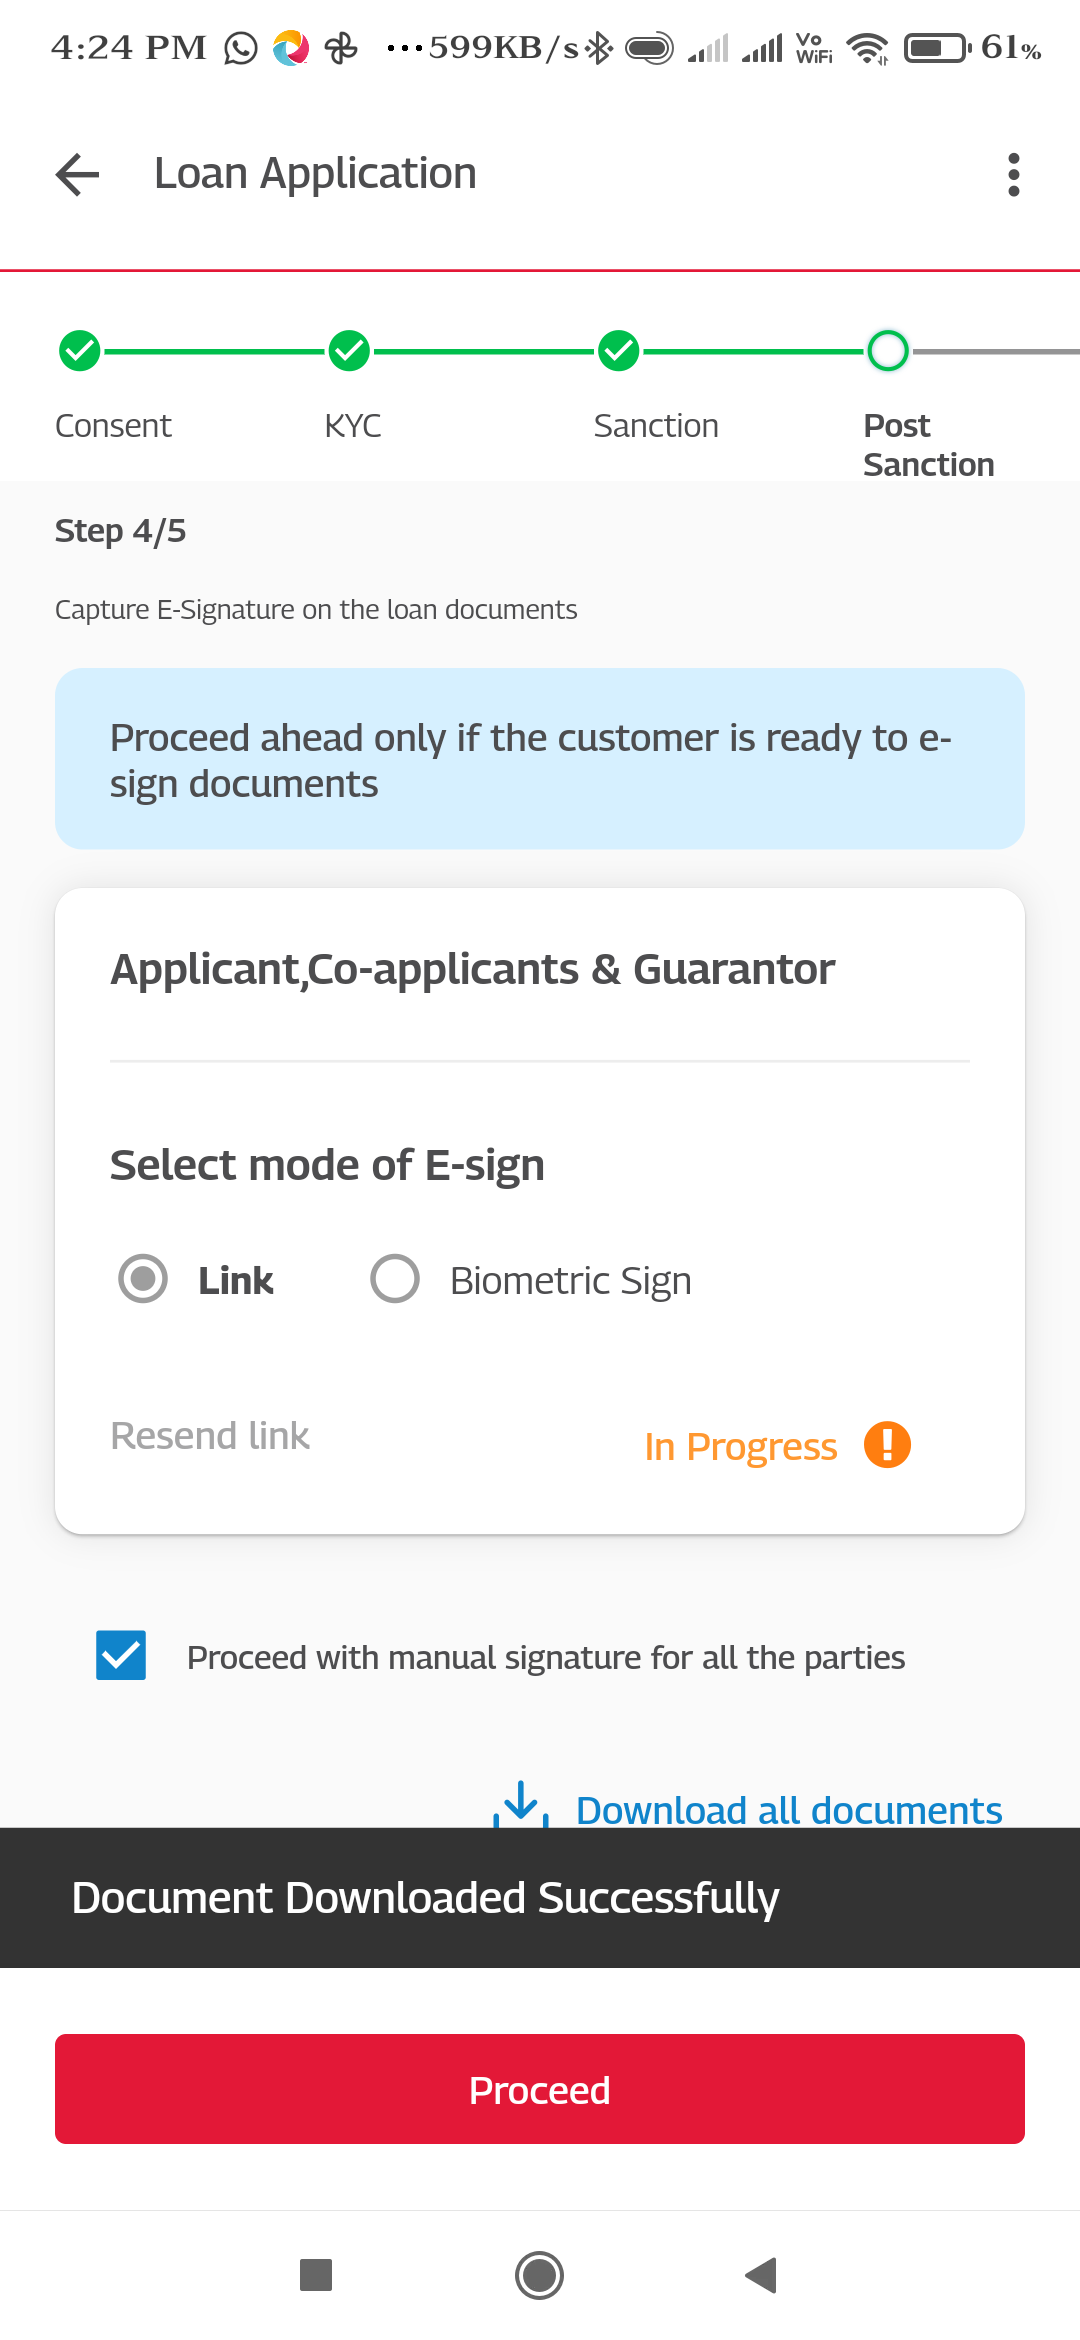 4:24 PM ...599KB/s Vo WiFi 61%
Loan Application
Consent KYC Sanction Post
Sanction
Step 4/5
Capture E-Signature on the loan documents
Proceed ahead only if the customer is ready to e-
sign documents
Applicant,Co-applicants & Guarantor
Select mode of E-sign
Link Biometric Sign
Resend link In Progress
Proceed with manual signature for all the parties
Download all documents
Document Downloaded Successfully
Proceed